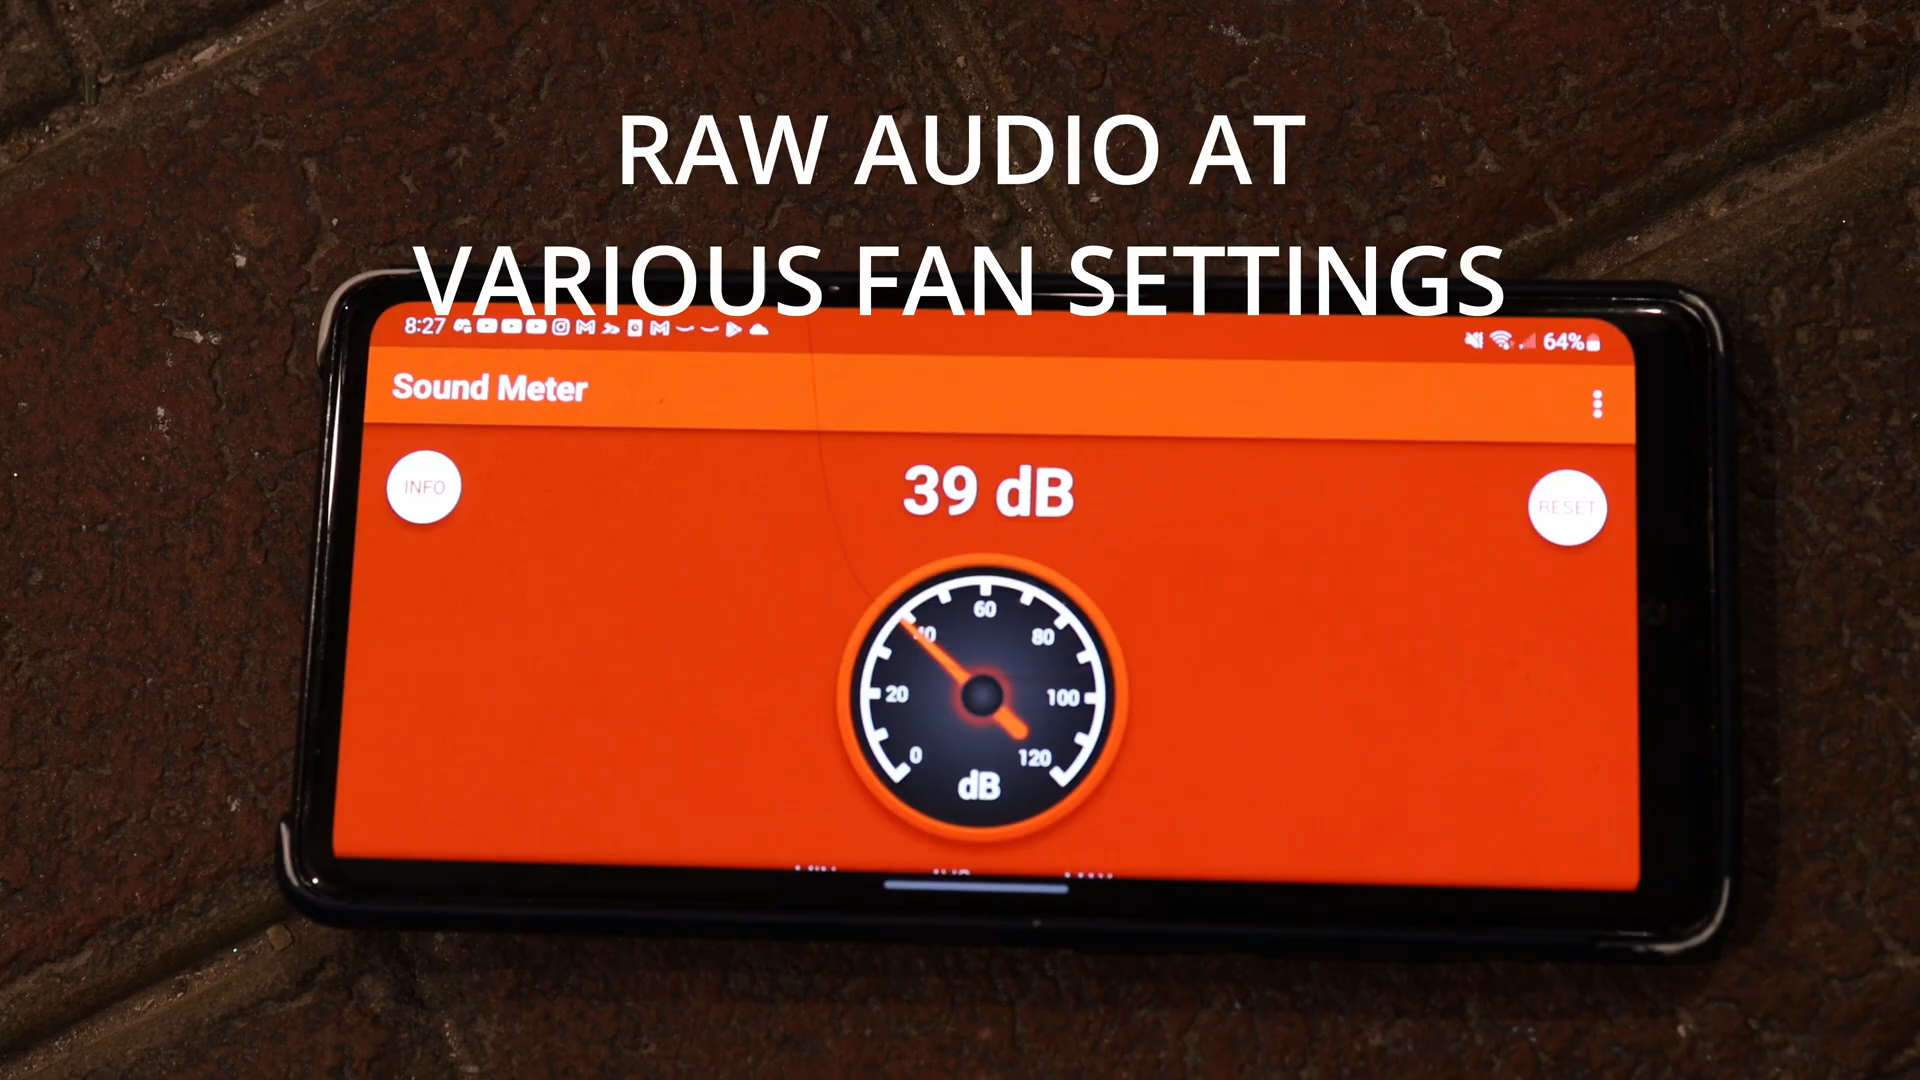 RAW AUDIO AT
VARIOUS FAN SETTINGS
8:27
64%
Sound Meter
INFO
39 dB
RESET
60
40
80
20
100
0
120
dB